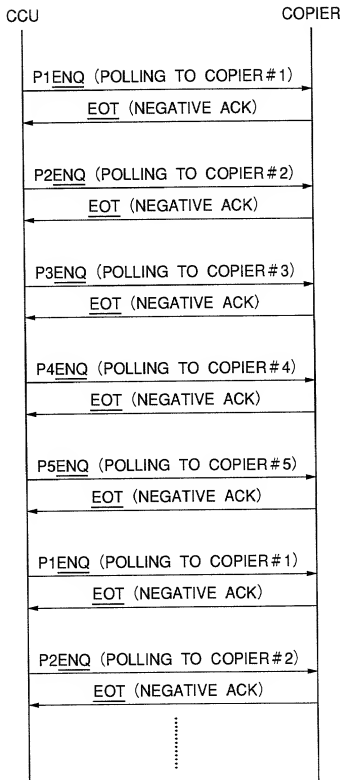 CCU
COPIER
P1ENQ (POLLING TO COPIER#1)
EOT (NEGATIVE ACK)
P2ENQ (POLLING TO COPIER#2)
EOT (NEGATIVE ACK)
P3ENQ (POLLING TO COPIER#3)
EOT (NEGATIVE ACK)
P4ENQ (POLLING TO COPIER#4)
EOT (NEGATIVE ACK)
P5ENQ (POLLING TO COPIER#5)
EOT (NEGATIVE ACK)
P1ENQ (POLLING TO COPIER#1)
EOT (NEGATIVE ACK)
P2ENQ (POLLING TO COPIER#2)
EOT (NEGATIVE ACK)